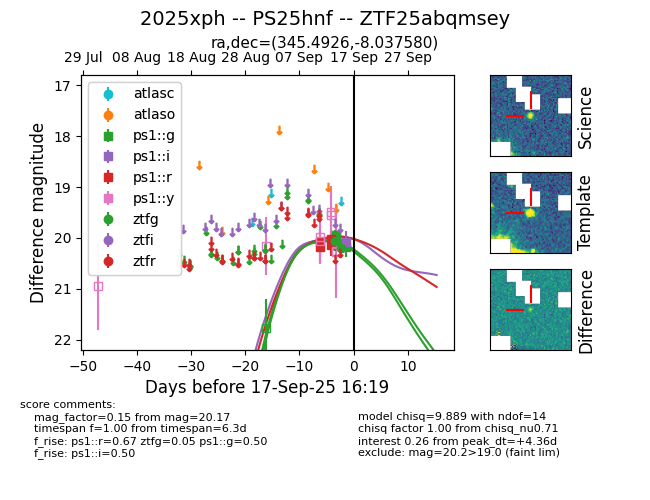 2025xph -- PS25hnf -- ZTF25abqmsey
ra,dec=(345.4926,-8.037580)
29 Jul 08 Aug 18 Aug 28 Aug 07 Sep 17 Sep 27 Sep
atlasc
atlaso
ps1::g
ps1::i
ps1::r
ps1::y
ztfg
ztfi
ztfr
17
18
19
20
21
22
Difference magnitude
−50 −40 −30 −20 −10 0 10
Days before 17-Sep-25 16:19
Science
Template
Difference
score comments:
mag_factor=0.15 from mag=20.17
timespan f=1.00 from timespan=6.3d
f_rise: ps1::r=0.67 ztfg=0.05 ps1::g=0.50
f_rise: ps1::i=0.50
model chisq=9.889 with ndof=14
chisq factor 1.00 from chisq_nu0.71
interest 0.26 from peak_dt=+4.36d
exclude: mag=20.2>19.0 (faint lim)